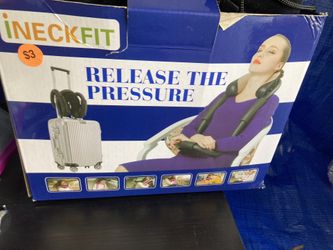 iNECKFIT
$3
RELEASE THE
PRESSURE